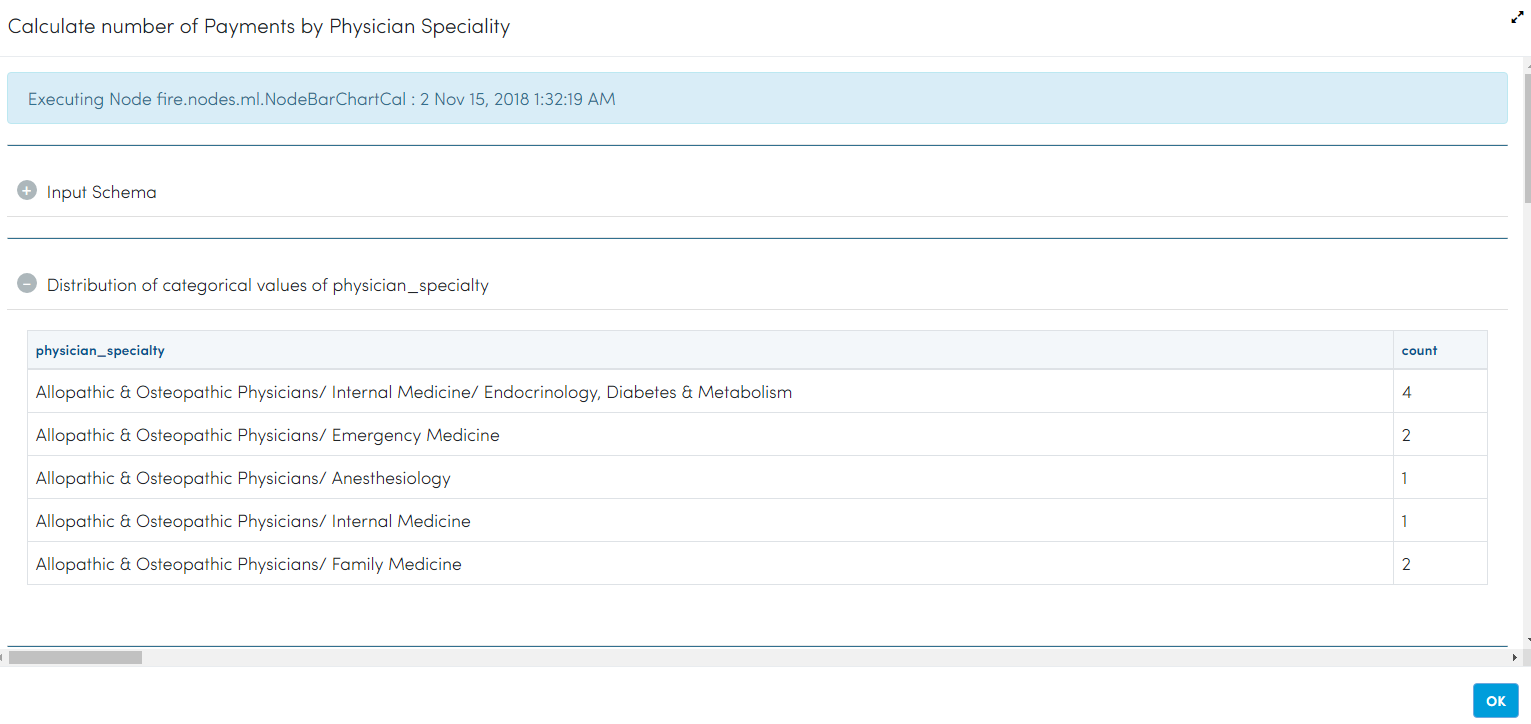 Calculate number of Payments by Physician Speciality
Executing Node fire.nodes.ml.NodeBarChartCal : 2 Nov 15, 2018 1:32:19 AM
Input Schema
Distribution of categorical values of physician_specialty
physician_specialty count
Allopathic & Osteopathic Physicians/ Internal Medicine/ Endocrinology, Diabetes & Metabolism 4
Allopathic & Osteopathic Physicians/ Emergency Medicine 2
Allopathic & Osteopathic Physicians/ Anesthesiology 1
Allopathic & Osteopathic Physicians/ Internal Medicine 1
Allopathic & Osteopathic Physicians/ Family Medicine 2
OK